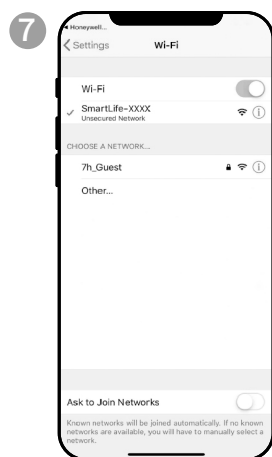 7
Honeywell...
Settings
Wi-Fi
Wi-Fi
SmartLife-XXXX
Unsecured Network
CHOOSE A NETWORK...
7h_Guest
Other...
Ask to Join Networks
Known networks will be joined automatically. If no known
networks are available, you will have to manually select a
network.